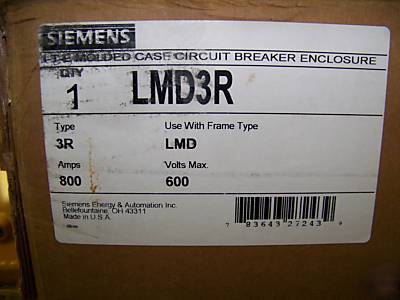 SIEMENS
I-T-E MOLDED CASE CIRCUIT BREAKER ENCLOSURE
QTY
1 LMD3R
Type Use With Frame Type
3R LMD
Amps Volts Max.
800 600
Siemens Energy & Automation Inc.
Bellefountaine, OH 43311
Made in U.S.A.
7 83643 27243 9